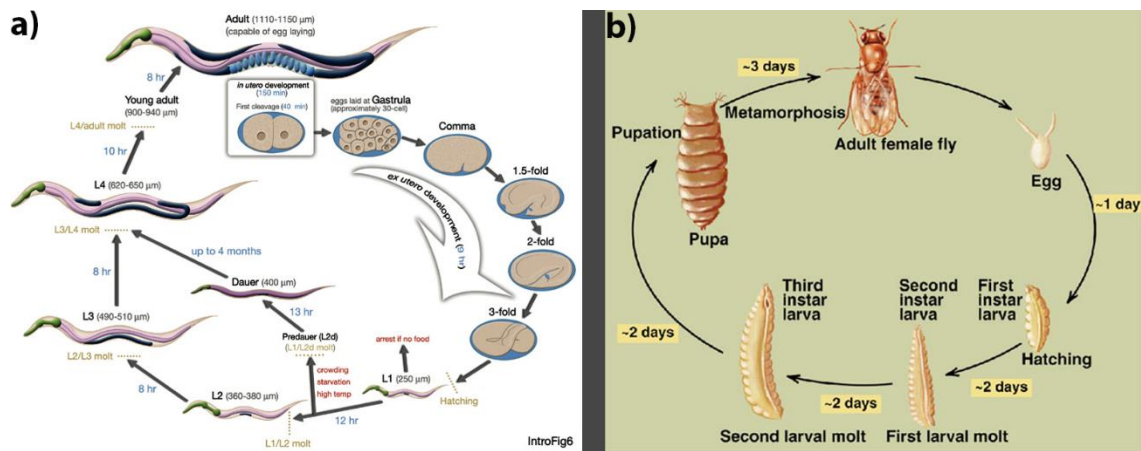 a)
Adult (1110-1150 μm)
(capable of egg laying)
8 hr
in utero development
(150 min)
First cleavage (40 min)
eggs laid at Gastrula
(approximately 30-cell)
Comma
1.5-fold
2-fold
3-fold
ex utero development (9 hr)
Young adult
(900-940 μm)
L4/adult molt
10 hr
L4 (620-650 μm)
L3/L4 molt
up to 4 months
8 hr
Dauer (400 μm)
13 hr
L3 (490-510 μm)
L2/L3 molt
Predauer (L2d)
(L1/L2d molt)
arrest if no food
crowding
starvation
high temp
L1 (250 μm)
Hatching
8 hr
L2 (360-380 μm)
12 hr
L1/L2 molt
IntroFig6
b)
~3 days
Metamorphosis
Pupation
Adult female fly
Egg
Pupa
~1 day
Third
instar
larva
Second
instar
larva
First
instar
larva
Hatching
~2 days
~2 days
~2 days
Second larval molt
First larval molt